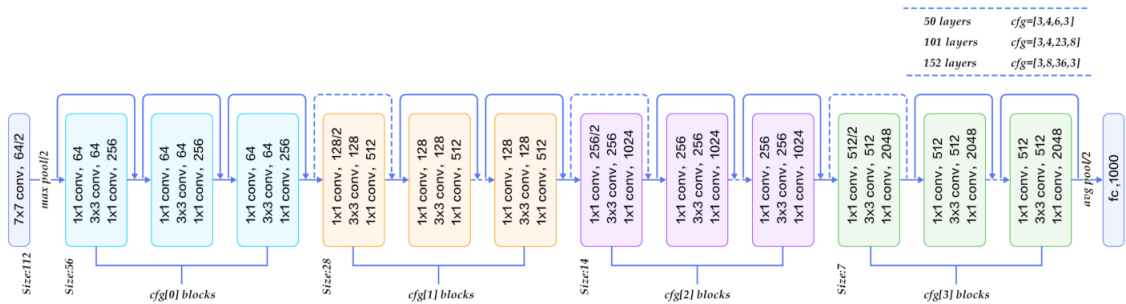 50 layers cfg=[3,4,6,3]
101 layers cfg=[3,4,23,8]
152 layers cfg=[3,8,36,3]
7x7 conv, 64/2
max pool/2
1x1 conv, 64
3x3 conv, 64
1x1 conv, 256
1x1 conv, 64
3x3 conv, 64
1x1 conv, 256
1x1 conv, 64
3x3 conv, 64
1x1 conv, 256
1x1 conv, 128/2
3x3 conv, 128
1x1 conv, 512
1x1 conv, 128
3x3 conv, 128
1x1 conv, 512
1x1 conv, 128
3x3 conv, 128
1x1 conv, 512
1x1 conv, 256/2
3x3 conv, 256
1x1 conv, 1024
1x1 conv, 256
3x3 conv, 256
1x1 conv, 1024
1x1 conv, 256
3x3 conv, 256
1x1 conv, 1024
1x1 conv, 512/2
3x3 conv, 512
1x1 conv, 2048
1x1 conv, 512
3x3 conv, 512
1x1 conv, 2048
1x1 conv, 512
3x3 conv, 512
1x1 conv, 2048
avg pool/2
fc ,1000
Size:112
Size:56
cfg[0] blocks
Size:28
cfg[1] blocks
Size:14
cfg[2] blocks
Size:7
cfg[3] blocks